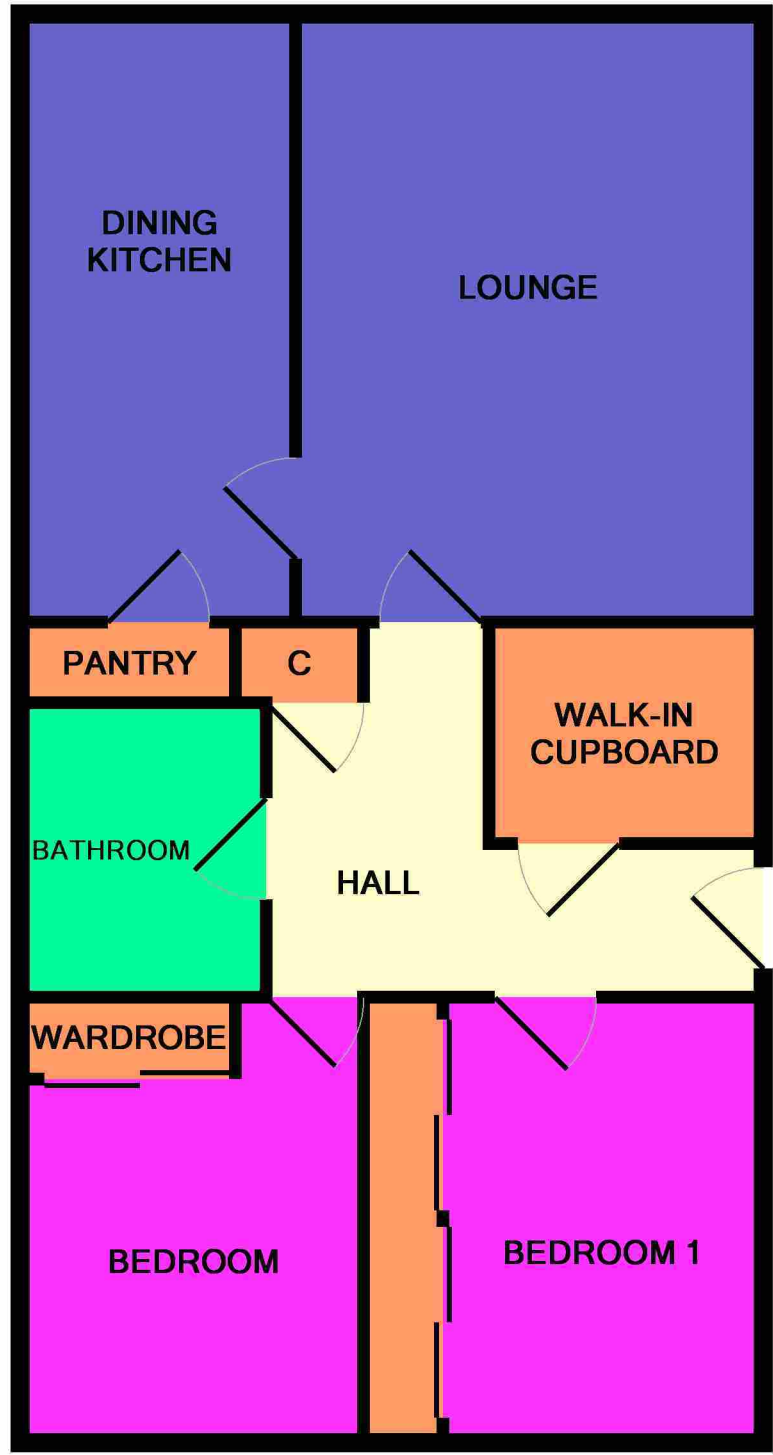 DINING
KITCHEN
LOUNGE
PANTRY
C
WALK-IN
CUPBOARD
BATHROOM
HALL
WARDROBE
BEDROOM
BEDROOM 1